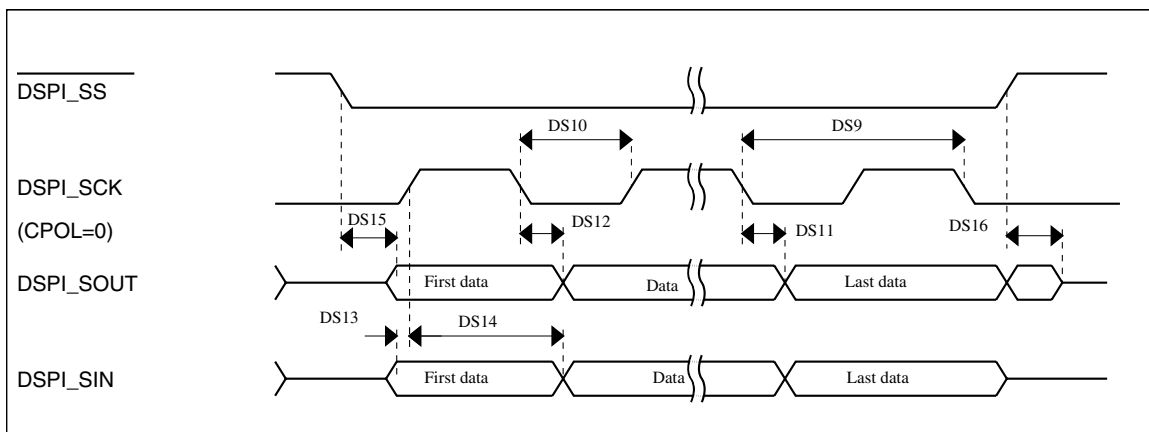 DSPI_SS
DS10
DS9
DSPI_SCK
DS15
DS12
DS11
DS16
(CPOL=0)
DSPI_SOUT
First data
Data
Last data
DS13
DS14
DSPI_SIN
First data
Data
Last data